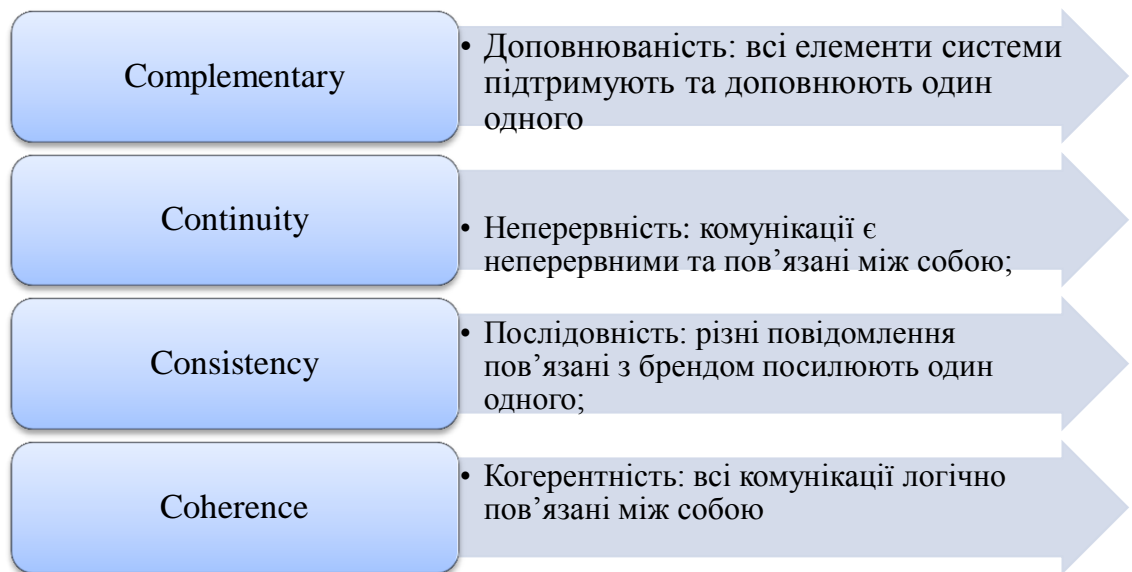 Complementary
• Доповнюваність: всі елементи системи
підтримують та доповнюють один
одного
Continuity
• Неперервність: комунікації є
неперервними та пов’язані між собою;
Consistency
• Послідовність: різні повідомлення
пов’язані з брендом посилюють один
одного;
Coherence
• Когерентність: всі комунікації логічно
пов’язані між собою